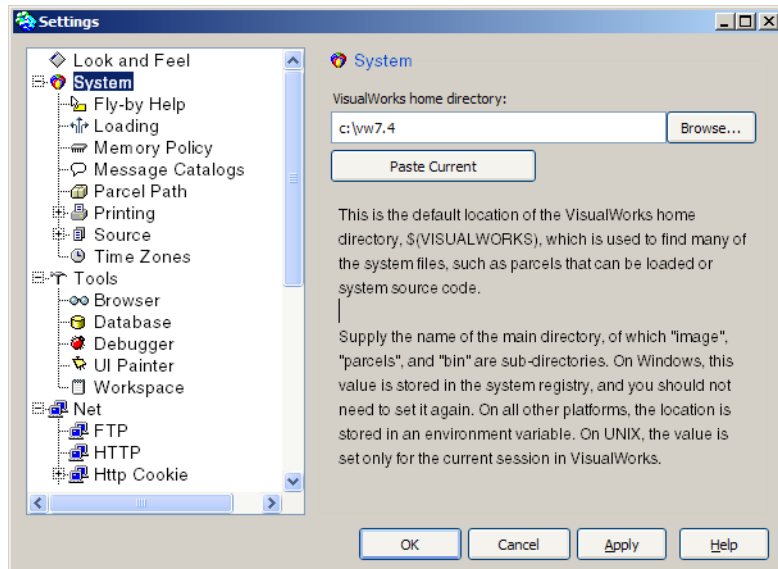 Settings
Look and Feel
System
Fly-by Help
Loading
Memory Policy
Message Catalogs
Parcel Path
Printing
Source
Time Zones
Tools
Browser
Database
Debugger
UI Painter
Workspace
Net
FTP
HTTP
Http Cookie
System
VisualWorks home directory:
c:\vw7.4
Browse...
Paste Current
This is the default location of the VisualWorks home
directory, $(VISUALWORKS), which is used to find many of
the system files, such as parcels that can be loaded or
system source code.
Supply the name of the main directory, of which "image",
"parcels", and "bin" are sub-directories. On Windows, this
value is stored in the system registry, and you should not
need to set it again. On all other platforms, the location is
stored in an environment variable. On UNIX, the value is
set only for the current session in VisualWorks.
OK
Cancel
Apply
Help